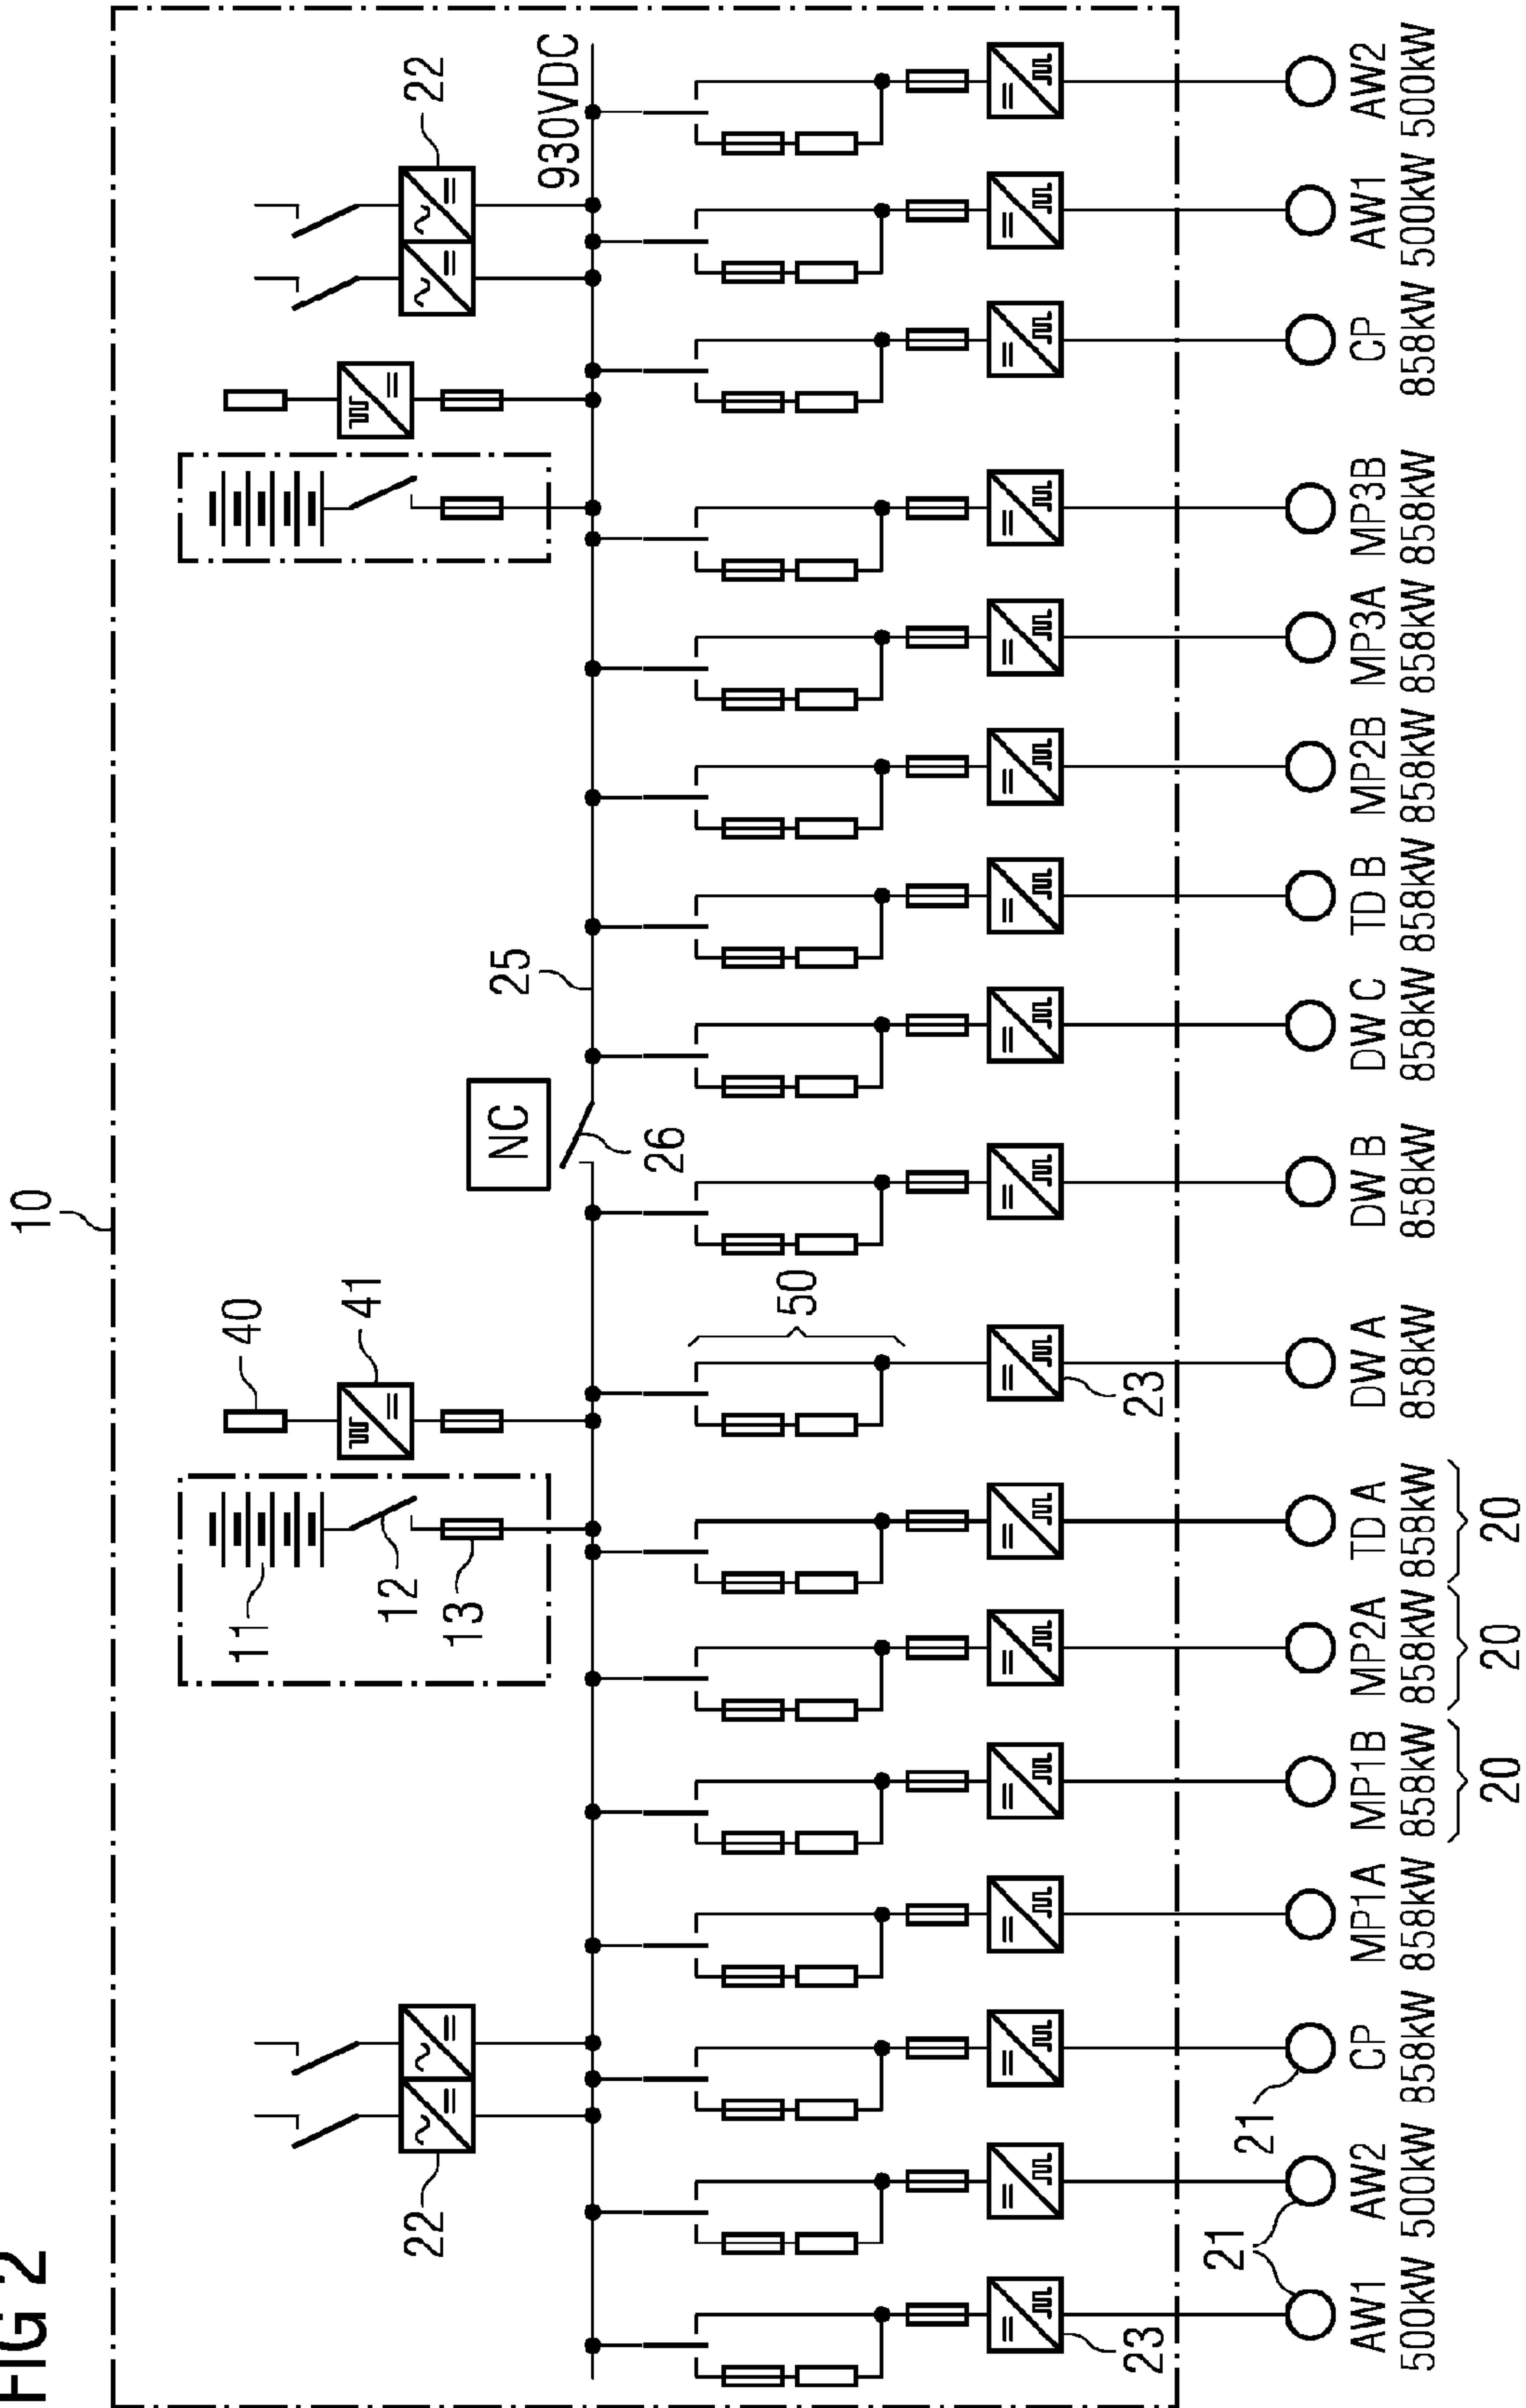 FIG 2
10
22
930VDC
40
41
11
12
13
NC
26
25
22
50
23
23
21
21
AW1 AW2 CP MP1A MP1B MP2A TD A DW A DW B DW C TD B MP2B MP3A MP3B CP AW1 AW2
500kW 500kW 858kW 858kW 858kW 858kW 858kW 858kW 858kW 858kW 858kW 858kW 858kW 858kW 858kW 500kW 500kW
20 20 20